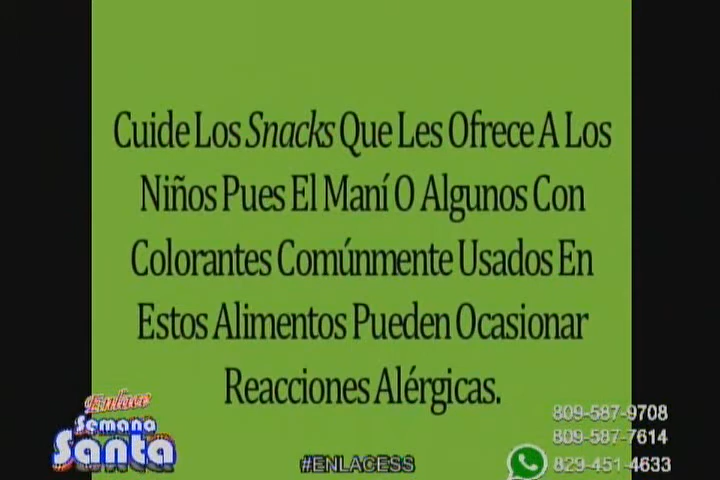 Cuide Los Snacks Que Les Ofrece A Los
Niños Pues El Maní O Algunos Con
Colorantes Comúnmente Usados En
Estos Alimentos Pueden Ocasionar
Reacciones Alérgicas.
Enlace
Semana
Santa
#ENLACESS
809-587-9708
809-587-7614
829-451-4633